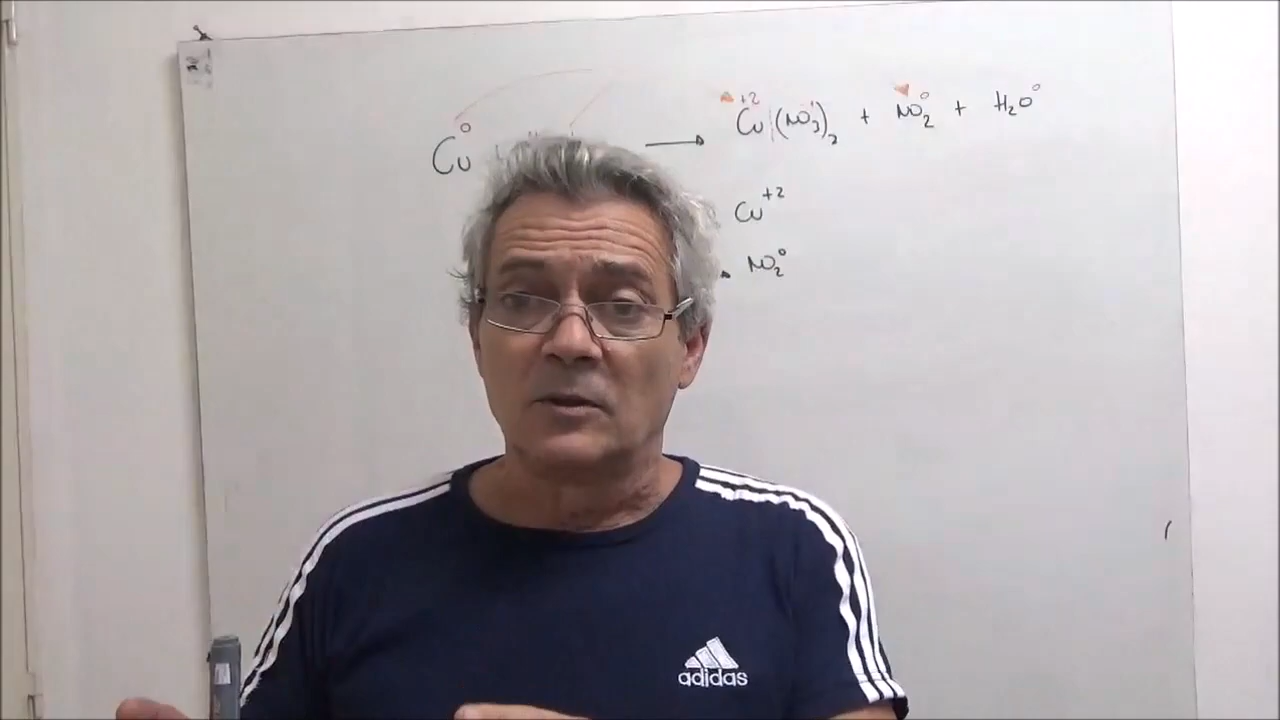 Cu⁰ → Cu⁺² | (NO₃⁻)₂ + NO₂⁰ + H₂O⁰
Cu⁺²
NO₂⁰
adidas